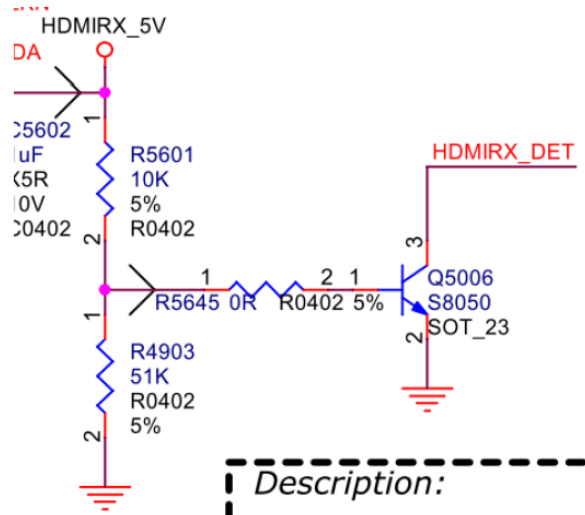 HDMIRX_5V
DA
C5602
1uF
X5R
10V
C0402
1
R5601
10K
5%
R0402
2
HDMIRX_DET
3
1
R5645 0R
2
R0402
1
5%
Q5006
S8050
SOT_23
2
1
R4903
51K
R0402
5%
2
Description: